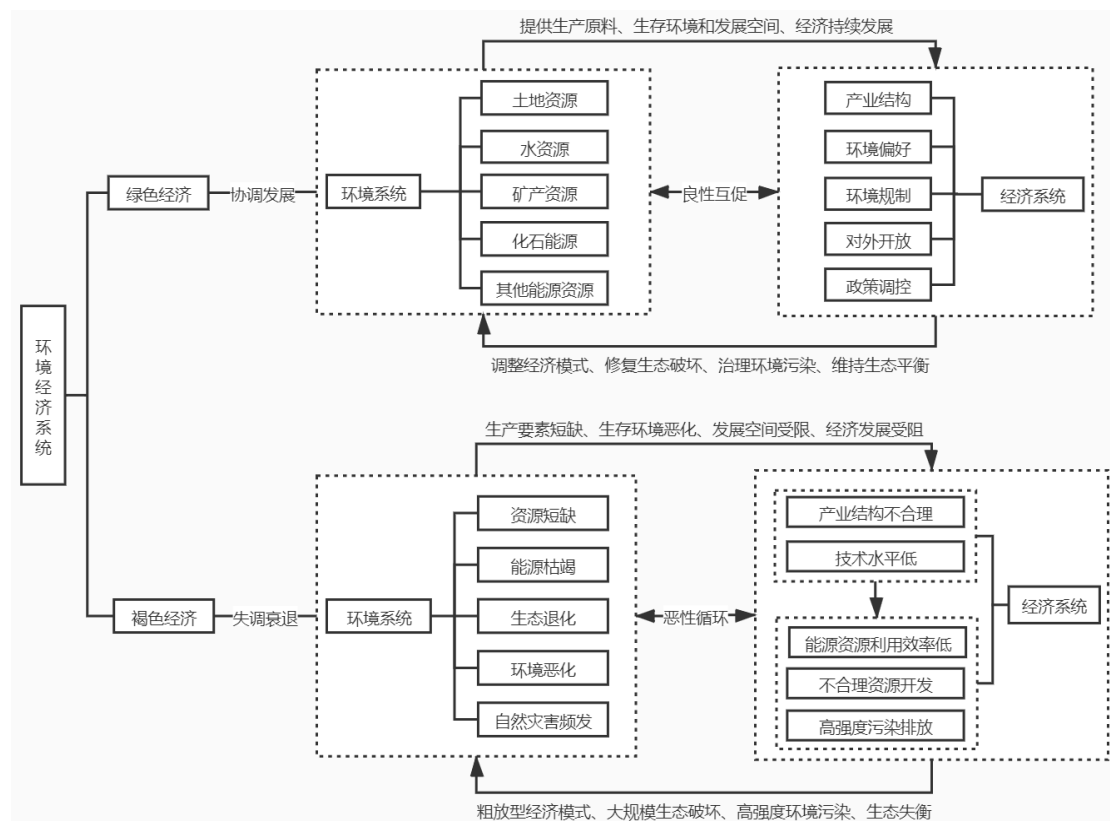 提供生产原料、生存环境和发展空间、经济持续发展
土地资源
水资源
矿产资源
化石能源
其他能源资源
产业结构
环境偏好
环境规制
对外开放
政策调控
绿色经济
协调发展
环境系统
良性互促
经济系统
调整经济模式、修复生态破坏、治理环境污染、维持生态平衡
环境经济系统
生产要素短缺、生存环境恶化、发展空间受限、经济发展受阻
资源短缺
能源枯竭
生态退化
环境恶化
自然灾害频发
产业结构不合理
技术水平低
能源资源利用效率低
不合理资源开发
高强度污染排放
褐色经济
失调衰退
环境系统
恶性循环
经济系统
粗放型经济模式、大规模生态破坏、高强度环境污染、生态失衡